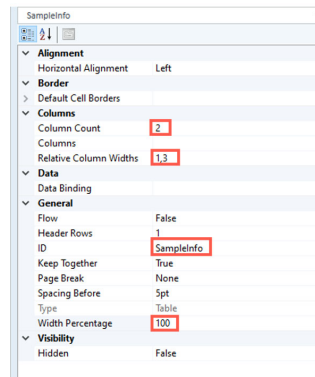 SampleInfo
Alignment
Horizontal Alignment Left
Border
Default Cell Borders
Columns
Column Count 2
Columns
Relative Column Widths 1,3
Data
Data Binding
General
Flow False
Header Rows 1
ID SampleInfo
Keep Together True
Page Break None
Spacing Before 5pt
Type Table
Width Percentage 100
Visibility
Hidden False